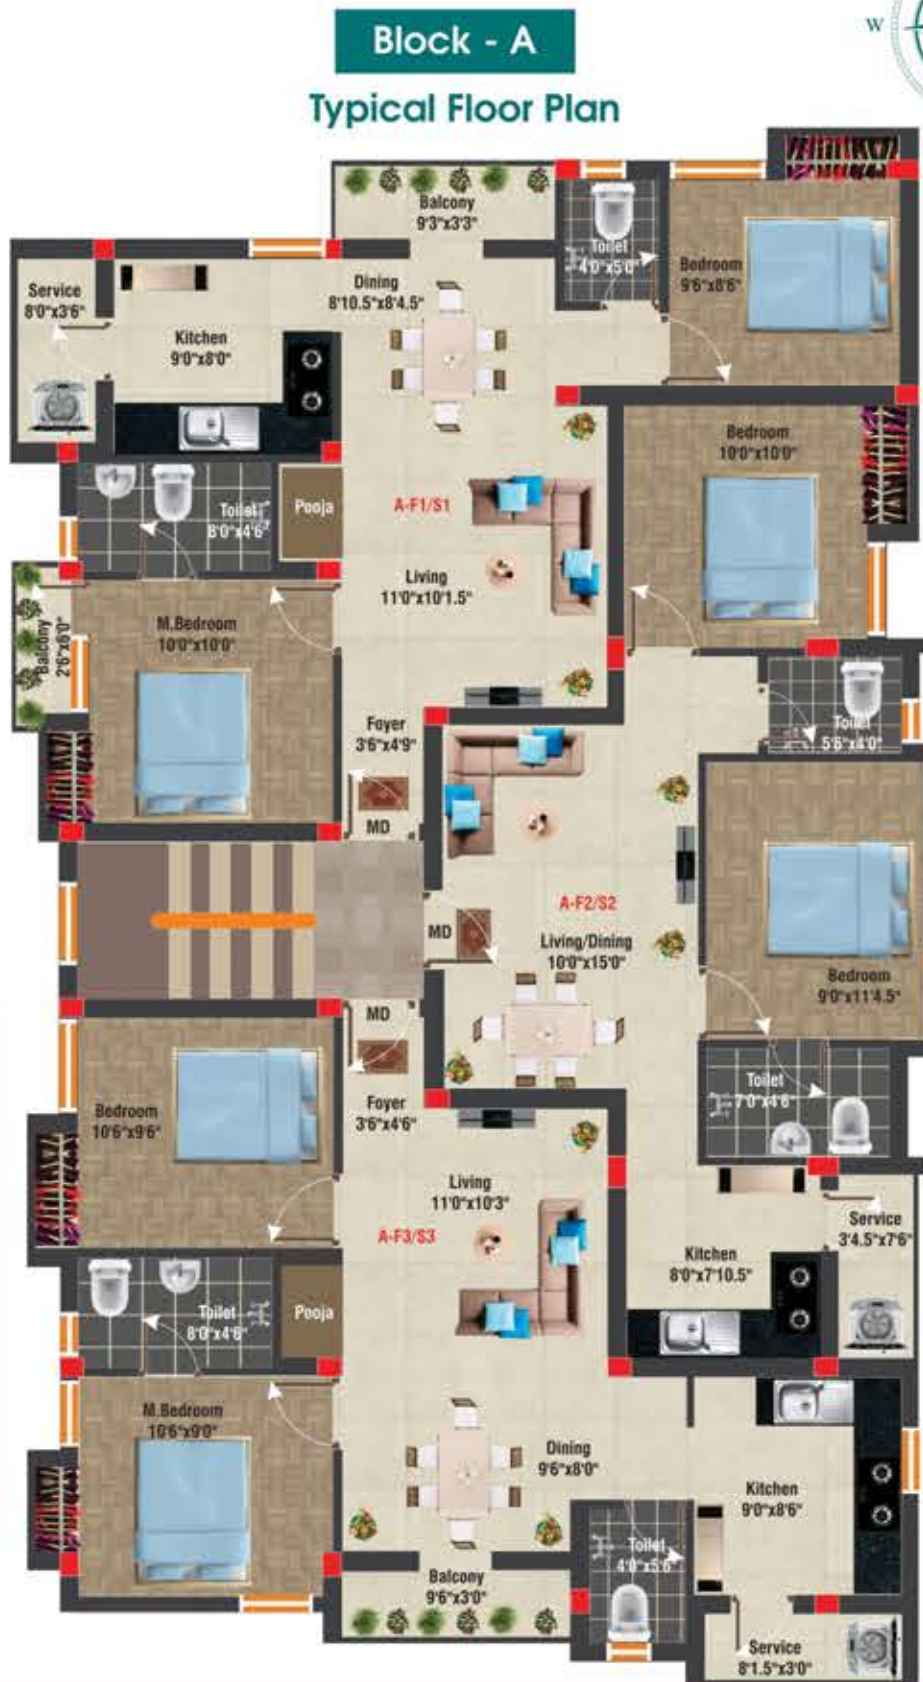 Block - A
W
Typical Floor Plan
Balcony
9'3"x3'3"
Toilet
4'0"x5'0"
Bedroom
9'6"x8'6"
Service
8'0"x3'6"
Dining
8'10.5"x8'4.5"
Kitchen
9'0"x8'0"
Bedroom
10'0"x10'0"
Toilet
8'0"x4'6"
Pooja
A-F1/S1
Living
11'0"x10'1.5"
M.Bedroom
10'0"x10'0"
Balcony
2'6"x6'0"
Foyer
3'6"x4'9"
MD
Toilet
5'6"x4'0"
A-F2/S2
MD
Living/Dining
10'0"x15'0"
Bedroom
9'0"x11'4.5"
MD
Foyer
3'6"x4'6"
Toilet
7'0"x4'6"
Bedroom
10'6"x9'6"
Living
11'0"x10'3"
A-F3/S3
Service
3'4.5"x7'6"
Kitchen
8'0"x7'10.5"
Toilet
8'0"x4'6"
Pooja
M.Bedroom
10'6"x9'0"
Dining
9'6"x8'0"
Kitchen
9'0"x8'6"
Toilet
4'0"x5'6"
Balcony
9'6"x3'0"
Service
8'1.5"x3'0"